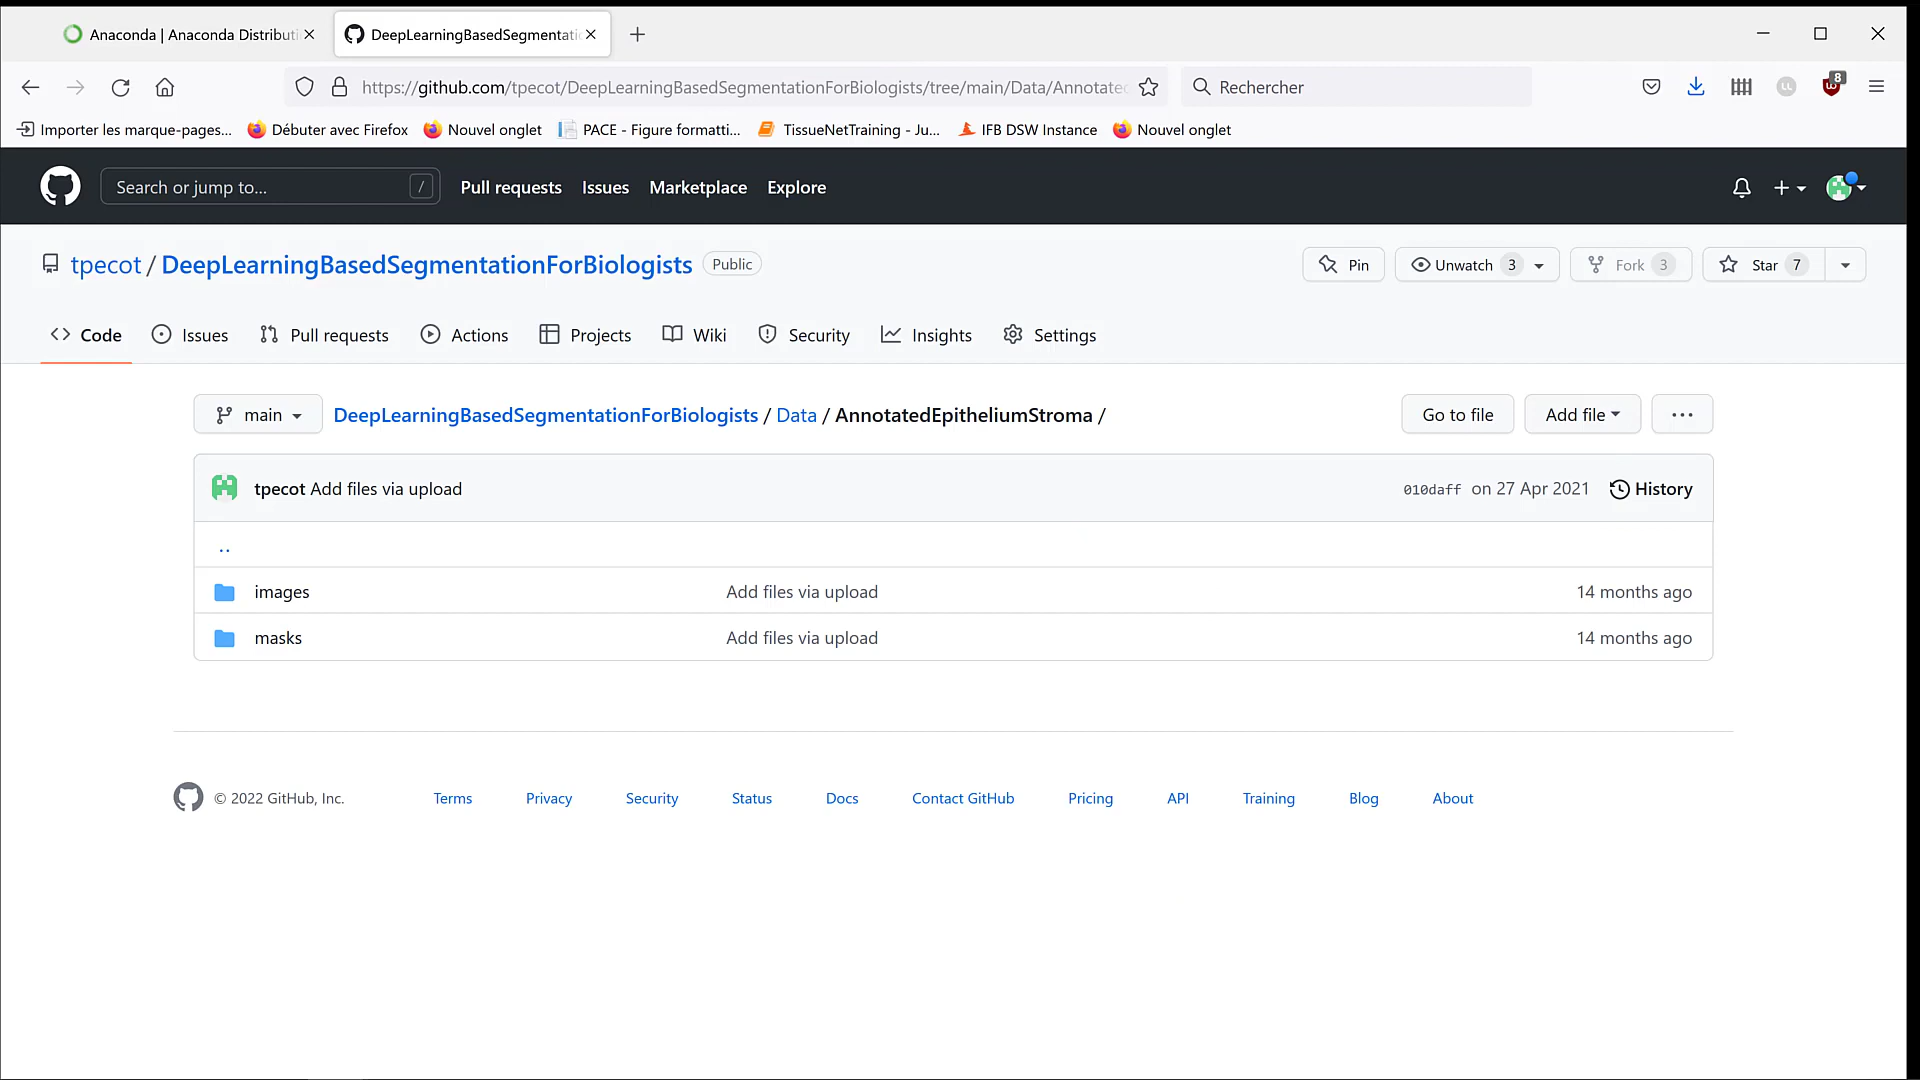 Anaconda | Anaconda Distributi
DeepLearningBasedSegmentati
https://github.com/tpecot/DeepLearningBasedSegmentationForBiologists/tree/main/Data/Annotate
Rechercher
8
Importer les marque-pages...
Débuter avec Firefox
Nouvel onglet
PACE - Figure formatti...
TissueNetTraining - Ju...
IFB DSW Instance
Nouvel onglet
Search or jump to...
/
Pull requests
Issues
Marketplace
Explore
tpecot / DeepLearningBasedSegmentationForBiologists
Public
Pin
Unwatch 3
Fork 3
Star 7
Code
Issues
Pull requests
Actions
Projects
Wiki
Security
Insights
Settings
main
DeepLearningBasedSegmentationForBiologists / Data / AnnotatedEpitheliumStroma /
Go to file
Add file
...
tpecot Add files via upload
010daff on 27 Apr 2021
History
..
images
Add files via upload
14 months ago
masks
Add files via upload
14 months ago
© 2022 GitHub, Inc.
Terms
Privacy
Security
Status
Docs
Contact GitHub
Pricing
API
Training
Blog
About